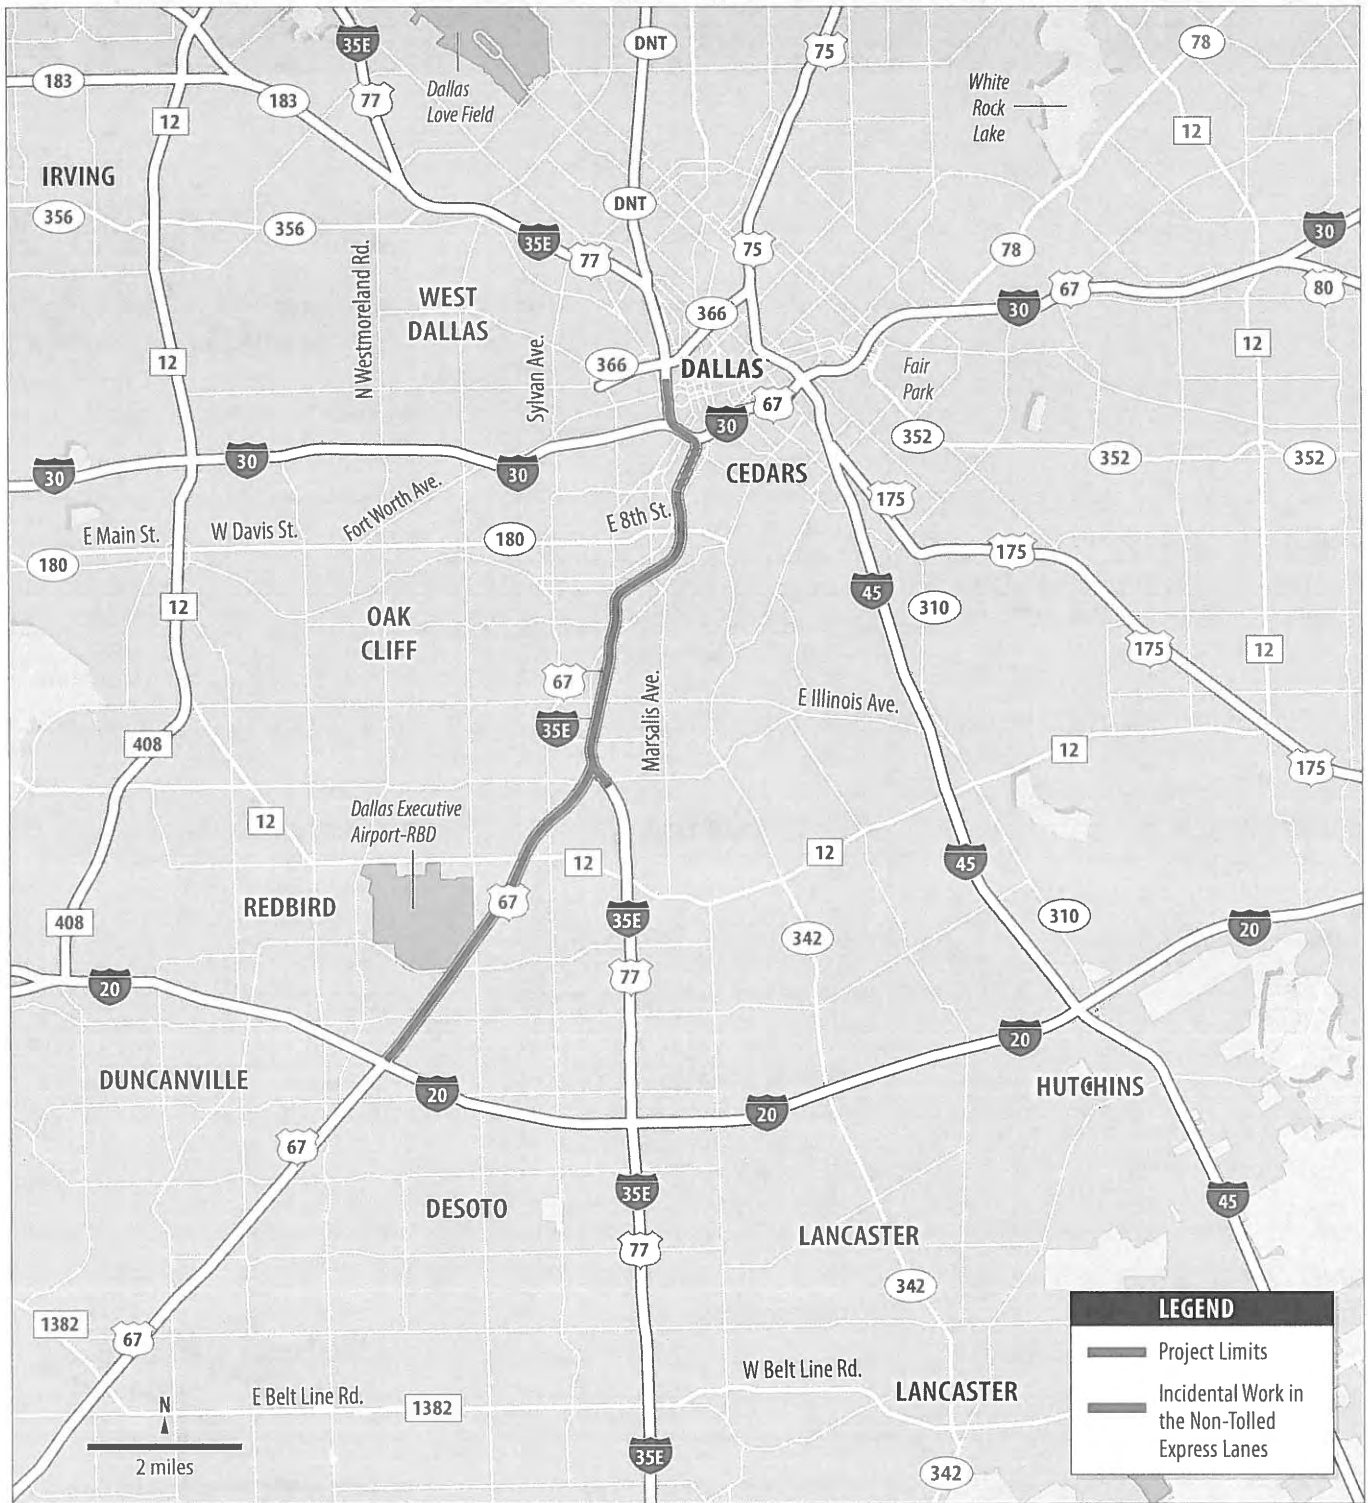 DNT
78
35E
75
183
77
Dallas
Love Field
White
Rock
Lake
183
12
12
IRVING
DNT
356
356
35E
77
75
78
30
N Westmoreland Rd.
67
80
WEST
DALLAS
30
366
12
12
366
DALLAS
Fair
Park
Sylvan Ave.
67
30
352
352
352
30
30
30
CEDARS
175
Fort Worth Ave.
E 8th St.
E Main St.
W Davis St.
180
175
180
45
310
12
OAK
CLIFF
175
12
67
E Illinois Ave.
35E
Marsalis Ave.
408
12
175
Dallas Executive
Airport-RBD
12
12
12
45
REDBIRD
67
35E
310
408
342
20
77
20
20
DUNCANVILLE
20
20
HUTCHINS
67
35E
45
DESOTO
77
LANCASTER
342
1382
67
LEGEND
Project Limits
Incidental Work in
the Non-Tolled
Express Lanes
W Belt Line Rd.
LANCASTER
E Belt Line Rd.
1382
N
2 miles
35E
342